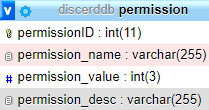 v discerddb permission
permissionID : int(11)
permission_name : varchar(255)
# permission_value : int(3)
permission_desc : varchar(255)